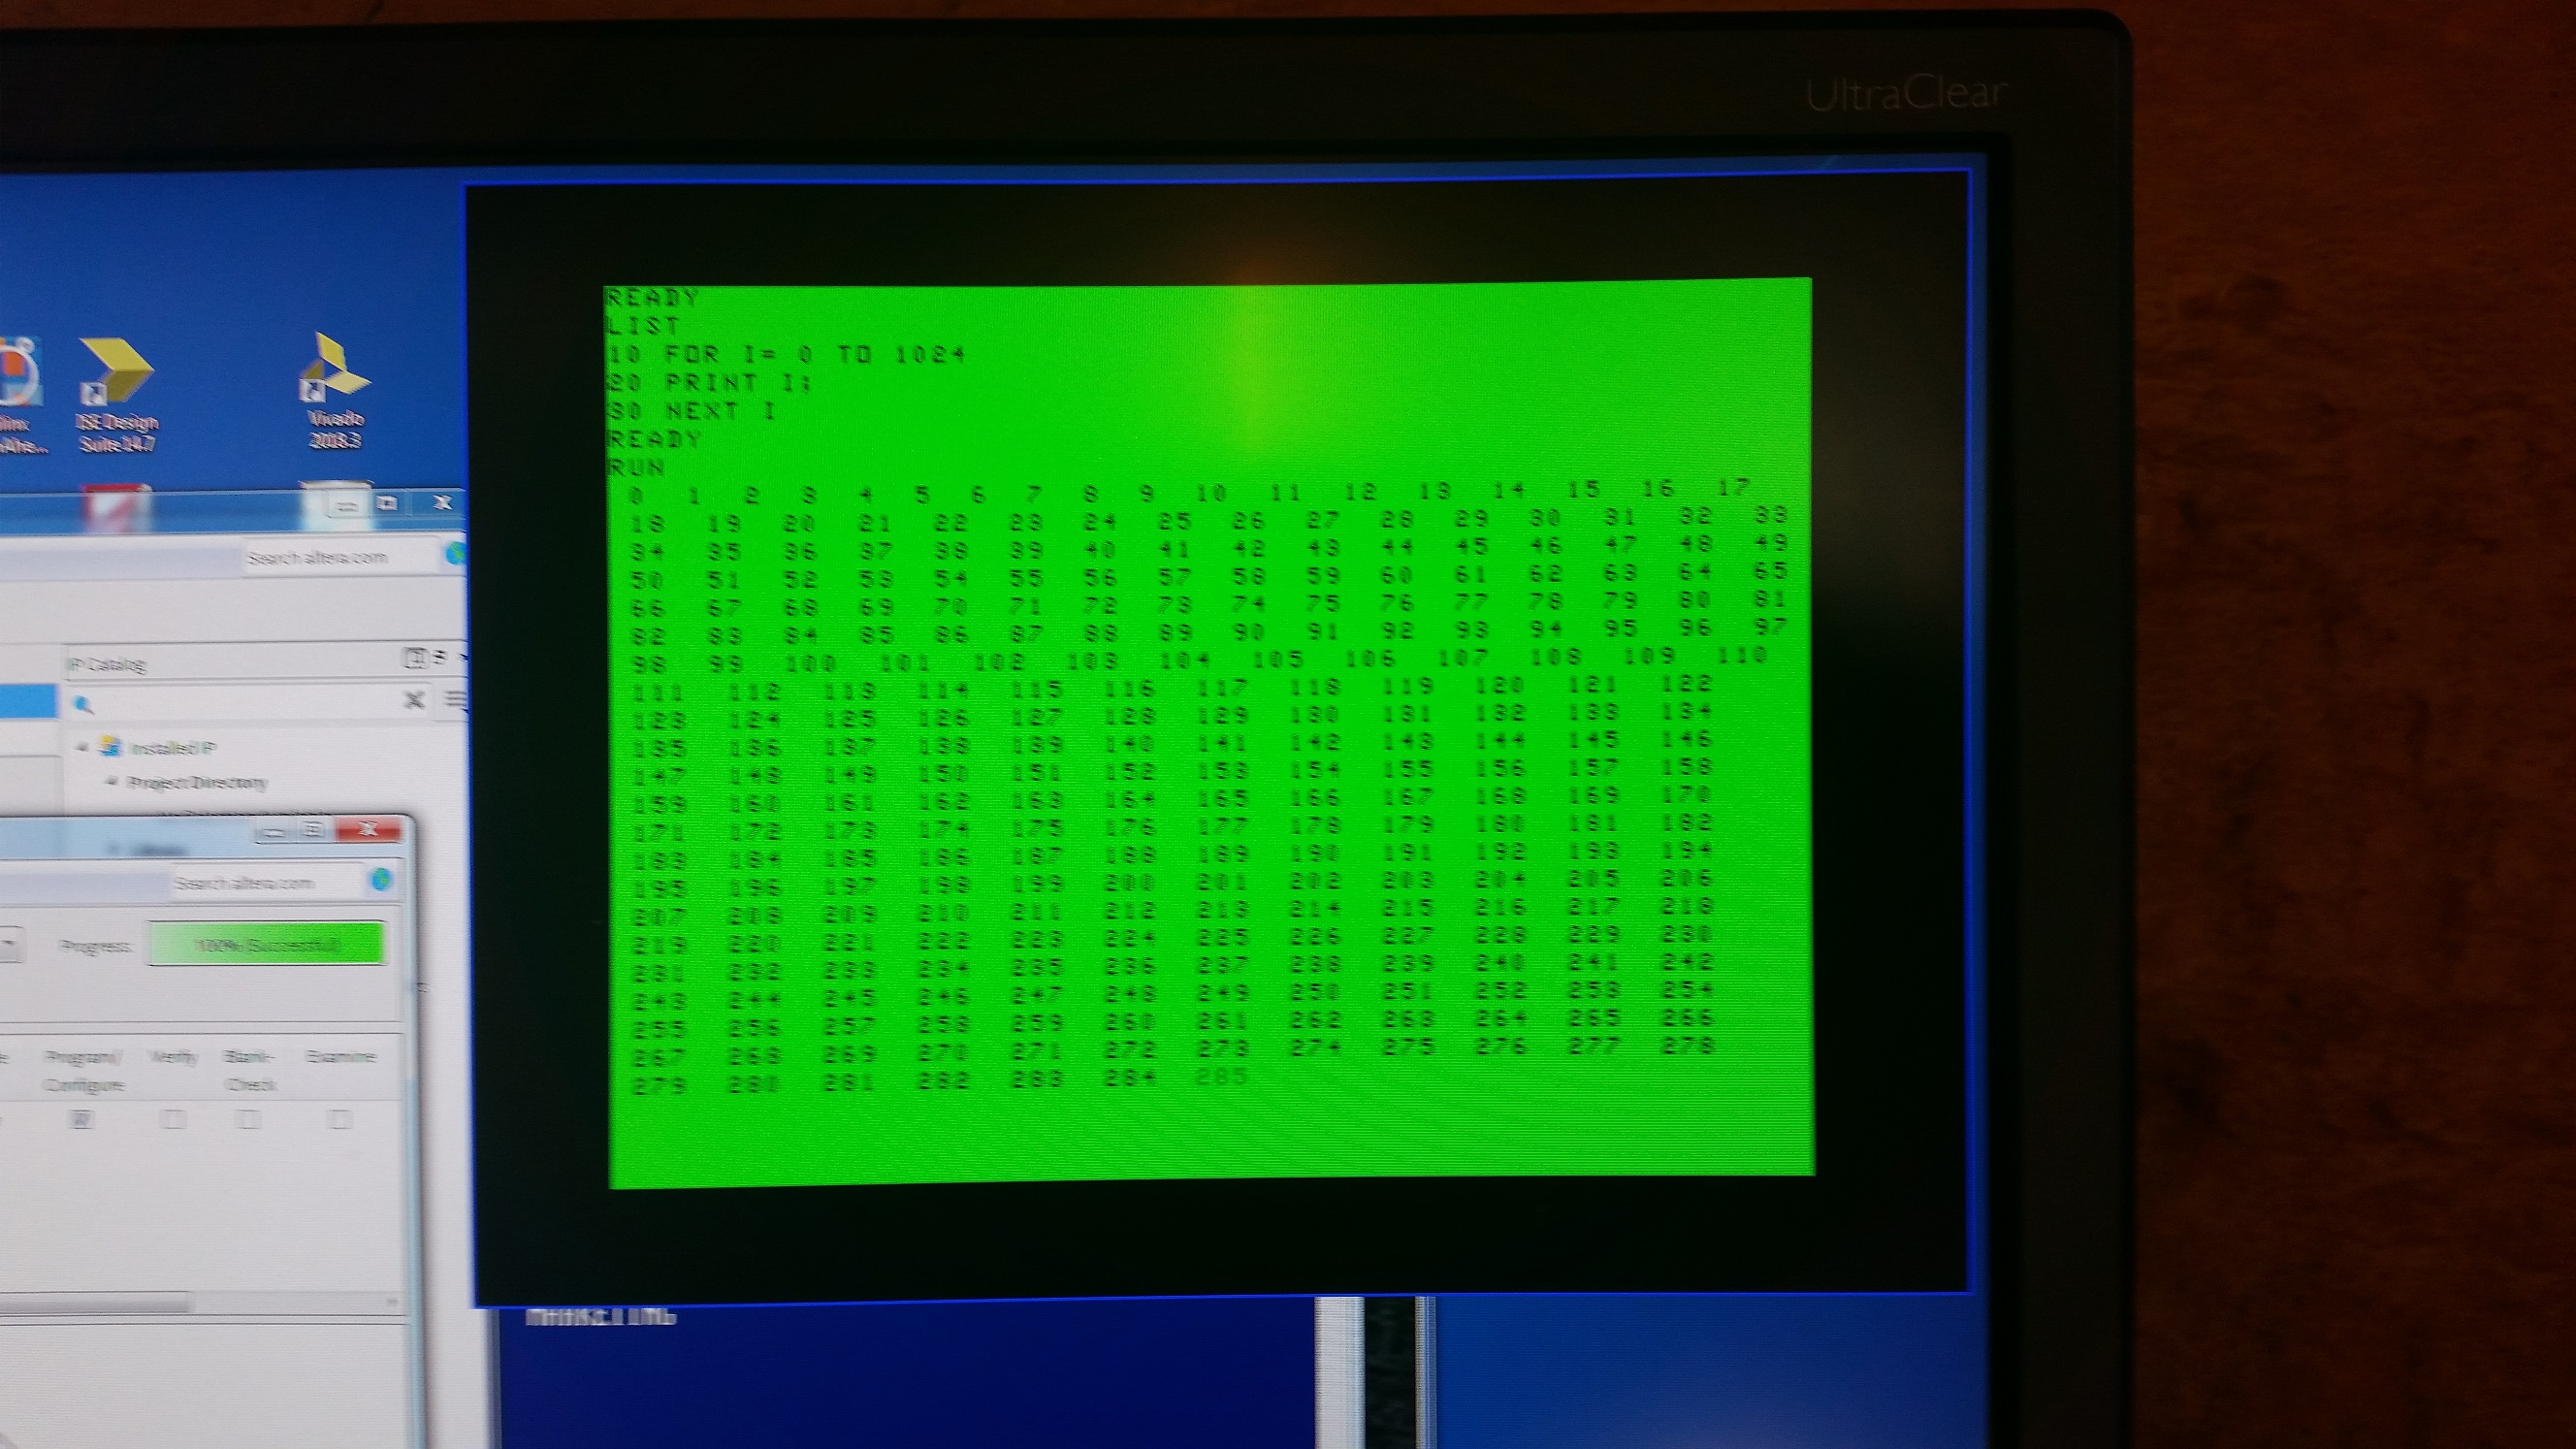 UltraClear
READY
LIST
10 FOR I= 0 TO 1024
20 PRINT I;
30 NEXT I
READY
RUN
0 1 2 3 4 5 6 7 8 9 10 11 12 13 14 15 16 17
18 19 20 21 22 23 24 25 26 27 28 29 30 31 32 33
34 35 36 37 38 39 40 41 42 43 44 45 46 47 48 49
50 51 52 53 54 55 56 57 58 59 60 61 62 63 64 65
66 67 68 69 70 71 72 73 74 75 76 77 78 79 80 81
82 83 84 85 86 87 88 89 90 91 92 93 94 95 96 97
98 99 100 101 102 103 104 105 106 107 108 109 110
111 112 113 114 115 116 117 118 119 120 121 122
123 124 125 126 127 128 129 130 131 132 133 134
135 136 137 138 139 140 141 142 143 144 145 146
147 148 149 150 151 152 153 154 155 156 157 158
159 160 161 162 163 164 165 166 167 168 169 170
171 172 173 174 175 176 177 178 179 180 181 182
183 184 185 186 187 188 189 190 191 192 193 194
195 196 197 198 199 200 201 202 203 204 205 206
207 208 209 210 211 212 213 214 215 216 217 218
219 220 221 222 223 224 225 226 227 228 229 230
231 232 233 234 235 236 237 238 239 240 241 242
243 244 245 246 247 248 249 250 251 252 253 254
255 256 257 258 259 260 261 262 263 264 265 266
267 268 269 270 271 272 273 274 275 276 277 278
279 280 281 282 283 284 285
ISE Design
Suite 14.7
Vivado
2018.3
Search altera.com
IP Catalog
Installed IP
Project Directory
Library
Search altera.com
Progress:
100% (Successful)
Program/
Configure
Verify
Blank-
Check
Examine